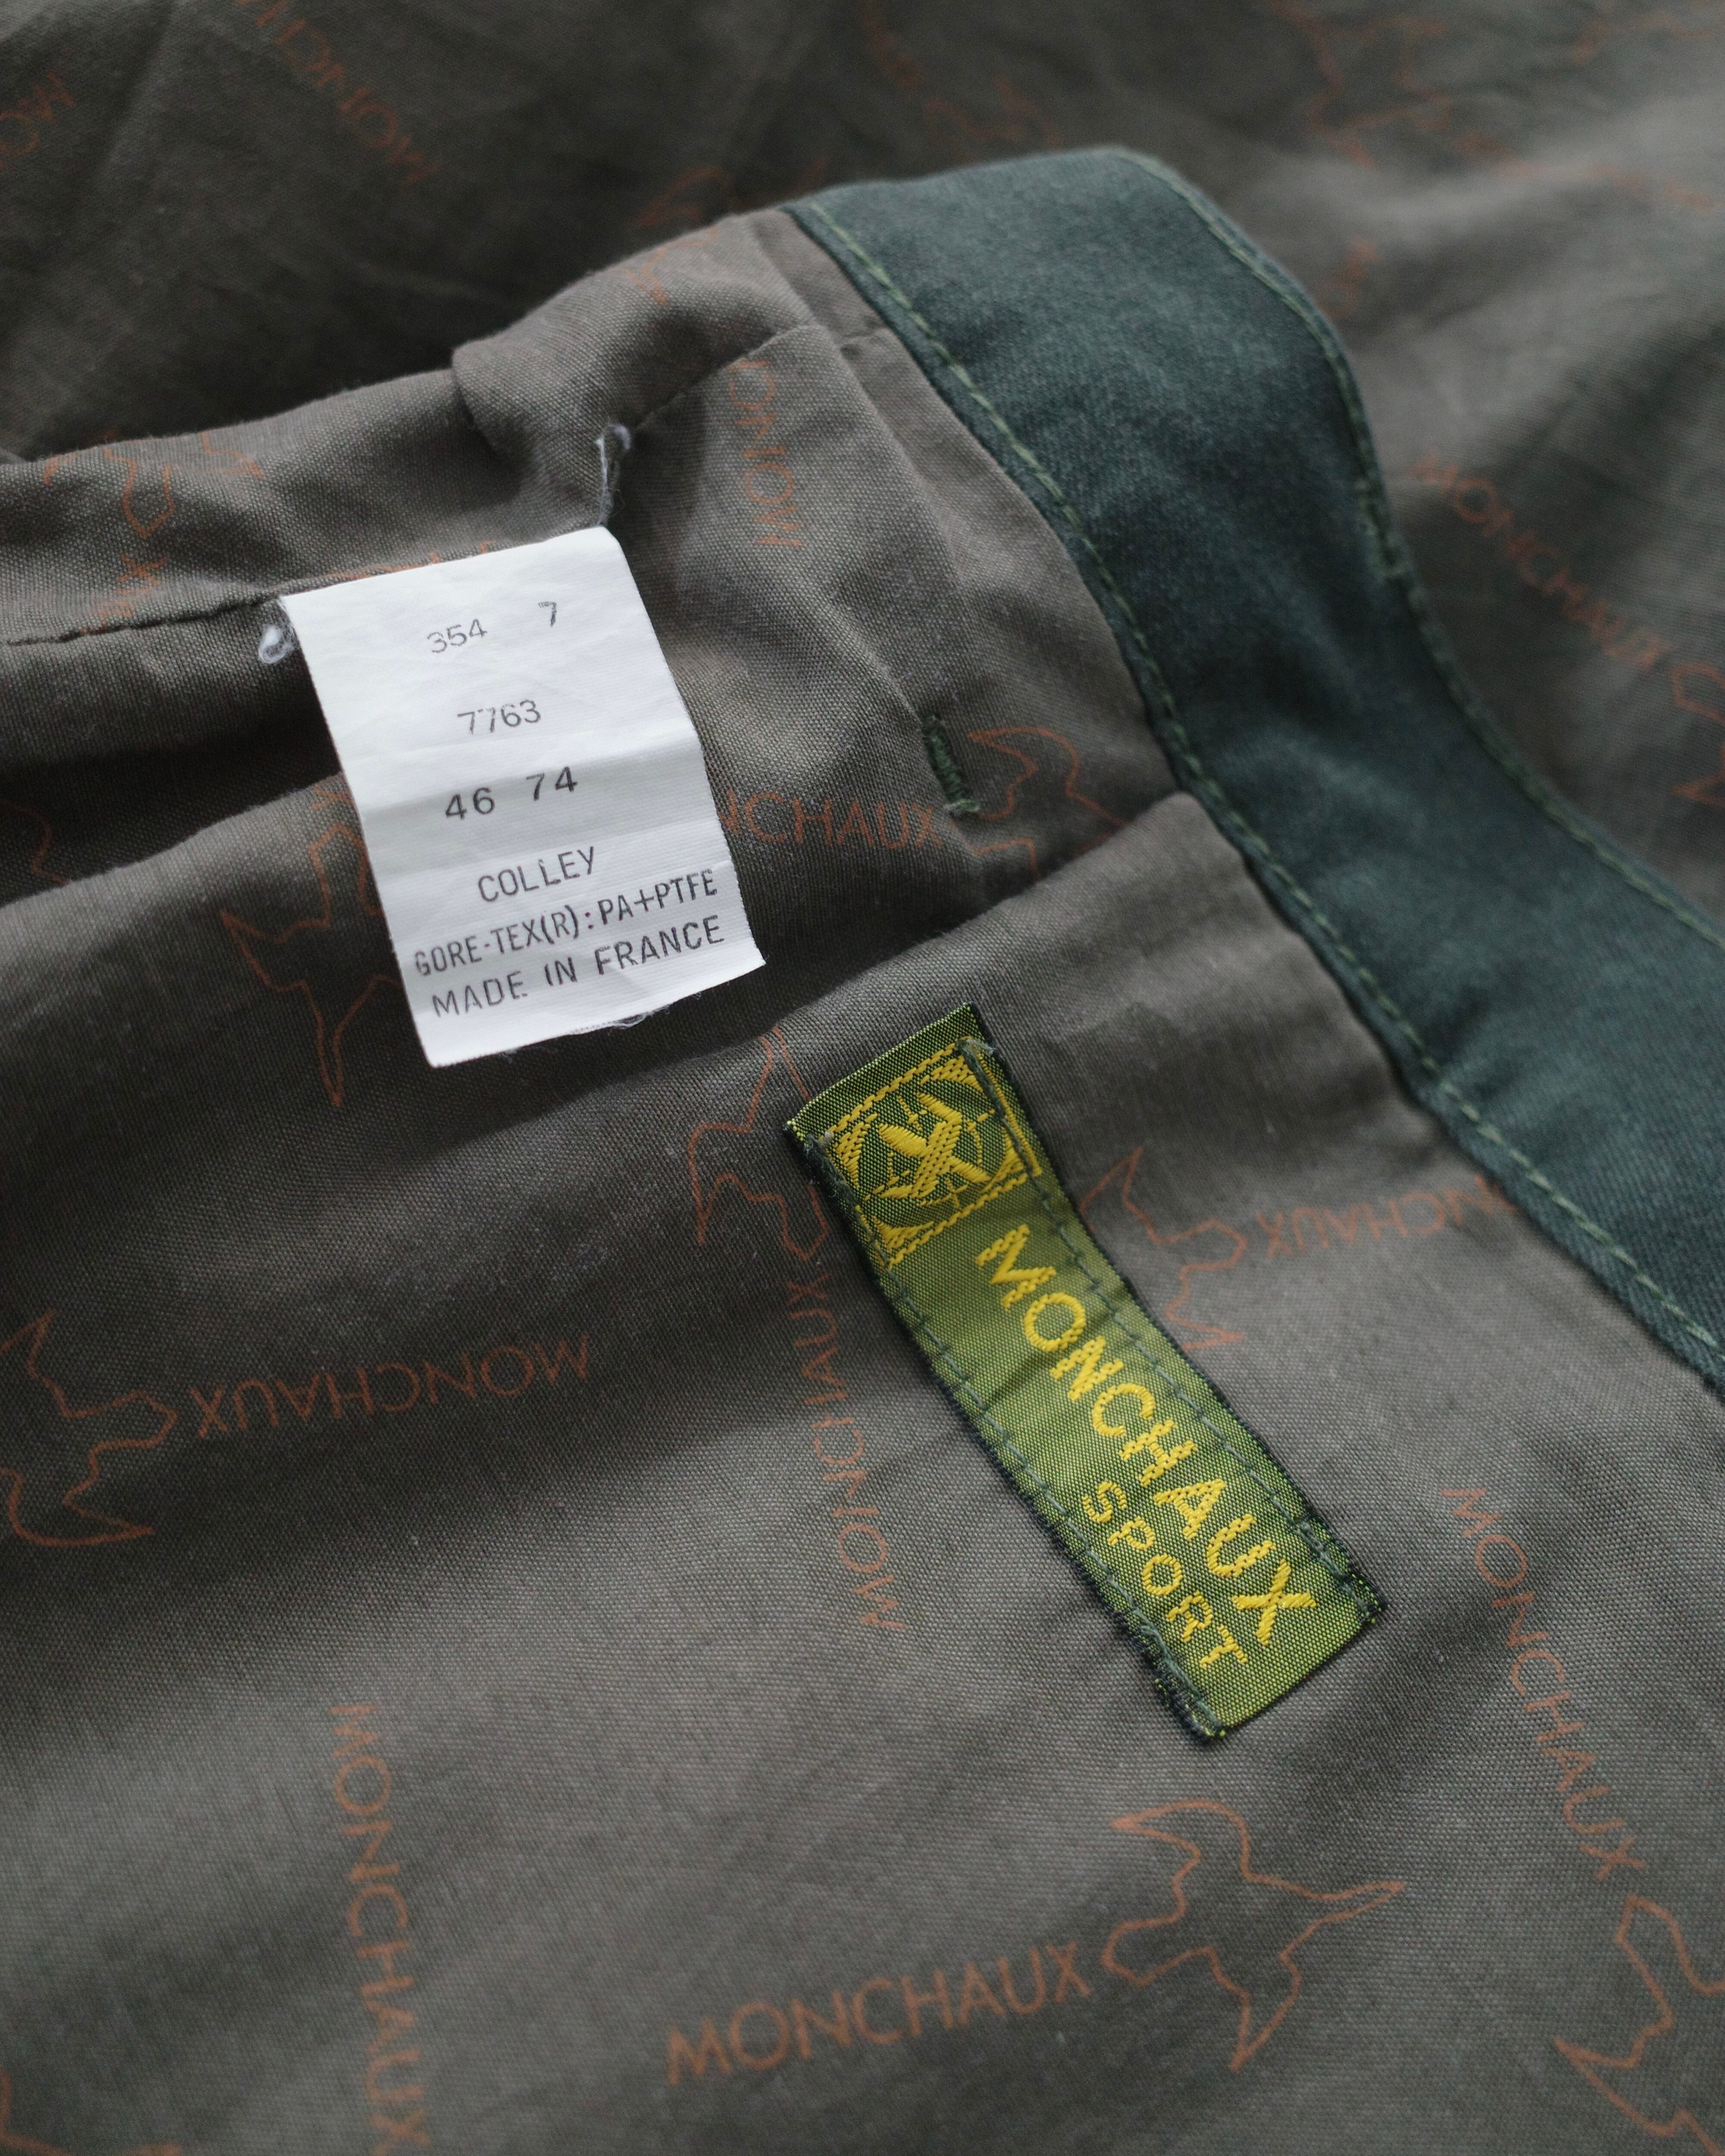 354 7
7763
46 74
COLLEY
GORE-TEX(R):PA+PTFE
MADE IN FRANCE
MONCHAUX
SPORT
MONCHAUX
MONCHAUX
MONCHAUX
MONCHAUX
MONCHAUX
MONCHAUX